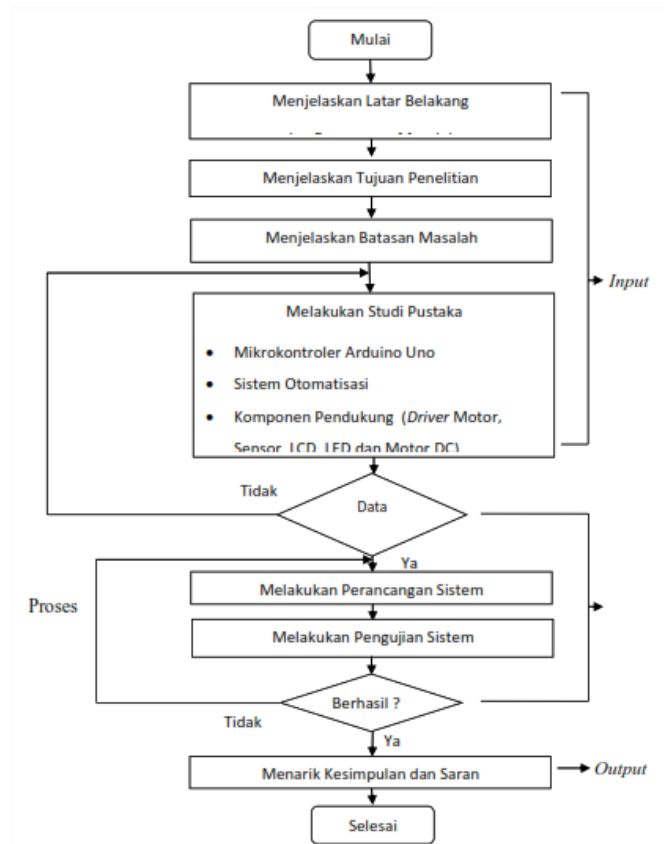 Mulai
Menjelaskan Latar Belakang
Menjelaskan Tujuan Penelitian
Menjelaskan Batasan Masalah
Input
Melakukan Studi Pustaka
• Mikrokontroler Arduino Uno
• Sistem Otomatisasi
• Komponen Pendukung (Driver Motor,
Sensor, LCD, LED dan Motor DC)
Tidak
Data
Ya
Melakukan Perancangan Sistem
Proses
Melakukan Pengujian Sistem
Berhasil ?
Tidak
Ya
Menarik Kesimpulan dan Saran
Output
Selesai